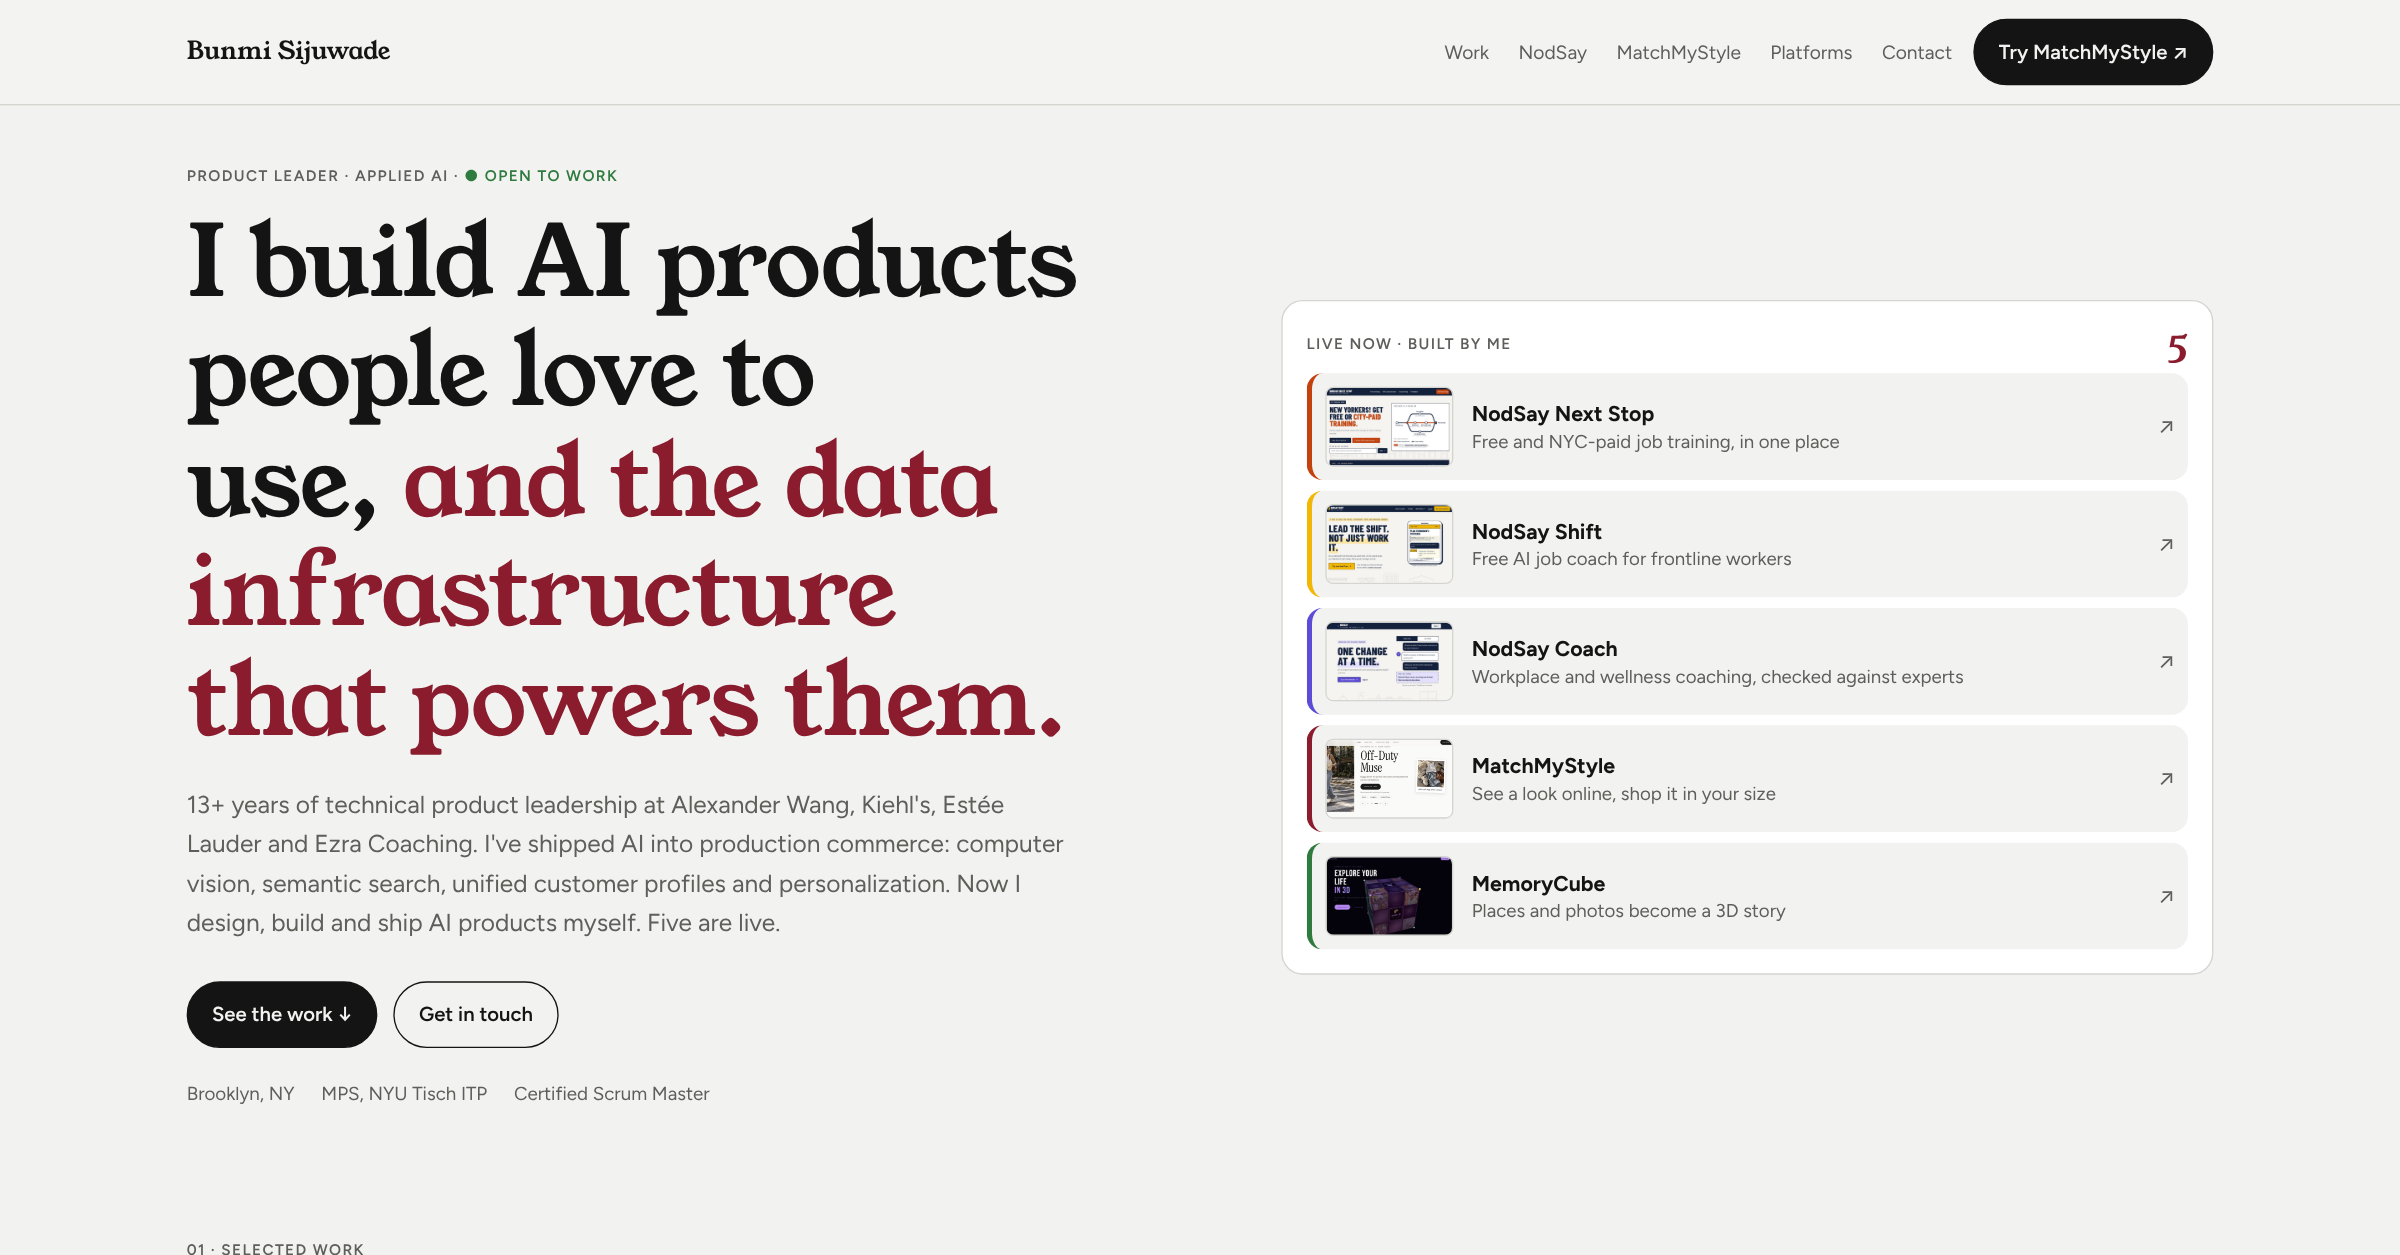 Bunmi Sijuwade
Work
NodSay
MatchMyStyle
Platforms
Contact
Try MatchMyStyle ↗
PRODUCT LEADER · APPLIED AI · ● OPEN TO WORK
I build AI products
people love to
use, and the data
infrastructure
that powers them.
13+ years of technical product leadership at Alexander Wang, Kiehl's, Estée
Lauder and Ezra Coaching. I've shipped AI into production commerce: computer
vision, semantic search, unified customer profiles and personalization. Now I
design, build and ship AI products myself. Five are live.
See the work ↓
Get in touch
Brooklyn, NY
MPS, NYU Tisch ITP
Certified Scrum Master
LIVE NOW · BUILT BY ME
5
NEW YORKERS! GET
FREE OR CITY-PAID
TRAINING.
NodSay Next Stop
Free and NYC-paid job training, in one place
↗
LEAD THE SHIFT.
NOT JUST WORK
IT.
NodSay Shift
Free AI job coach for frontline workers
↗
ONE CHANGE
AT A TIME.
NodSay Coach
Workplace and wellness coaching, checked against experts
↗
Off-Duty
Muse
MatchMyStyle
See a look online, shop it in your size
↗
EXPLORE YOUR
LIFE
IN 3D
MemoryCube
Places and photos become a 3D story
↗
01 · SELECTED WORK